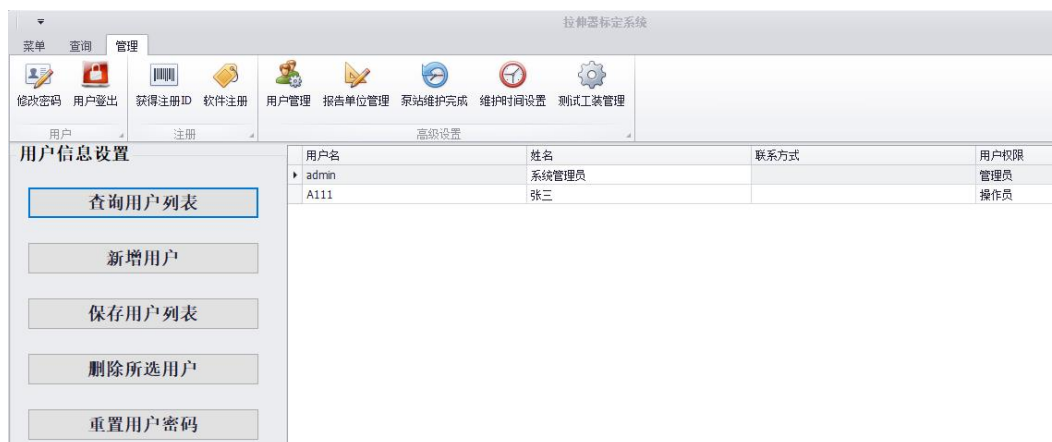 拉伸器标定系统
菜单 查询 管理
修改密码 用户登出 获得注册ID 软件注册 用户管理 报告单位管理 泵站维护完成 维护时间设置 测试工装管理
用户 注册 高级设置
用户信息设置
用户名 姓名 联系方式 用户权限
admin 系统管理员 管理员
A111 张三 操作员
查询用户列表
新增用户
保存用户列表
删除所选用户
重置用户密码